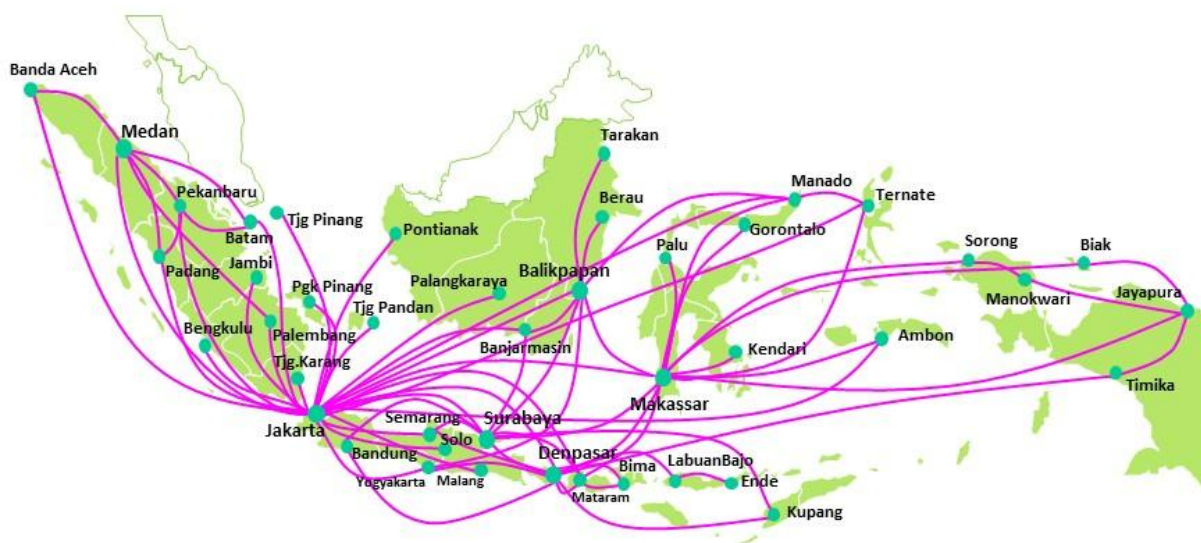 Banda Aceh
Medan
Pekanbaru
Tjg Pinang
Batam
Padang
Jambi
Pgk Pinang
Tjg Pandan
Bengkulu
Palembang
Tjg.Karang
Jakarta
Pontianak
Palangkaraya
Balikpapan
Banjarmasin
Tarakan
Berau
Manado
Ternate
Gorontalo
Palu
Kendari
Makassar
Sorong
Biak
Manokwari
Jayapura
Ambon
Timika
Semarang
Surabaya
Solo
Bandung
Denpasar
Yogyakarta
Malang
Mataram
Bima
LabuanBajo
Ende
Kupang